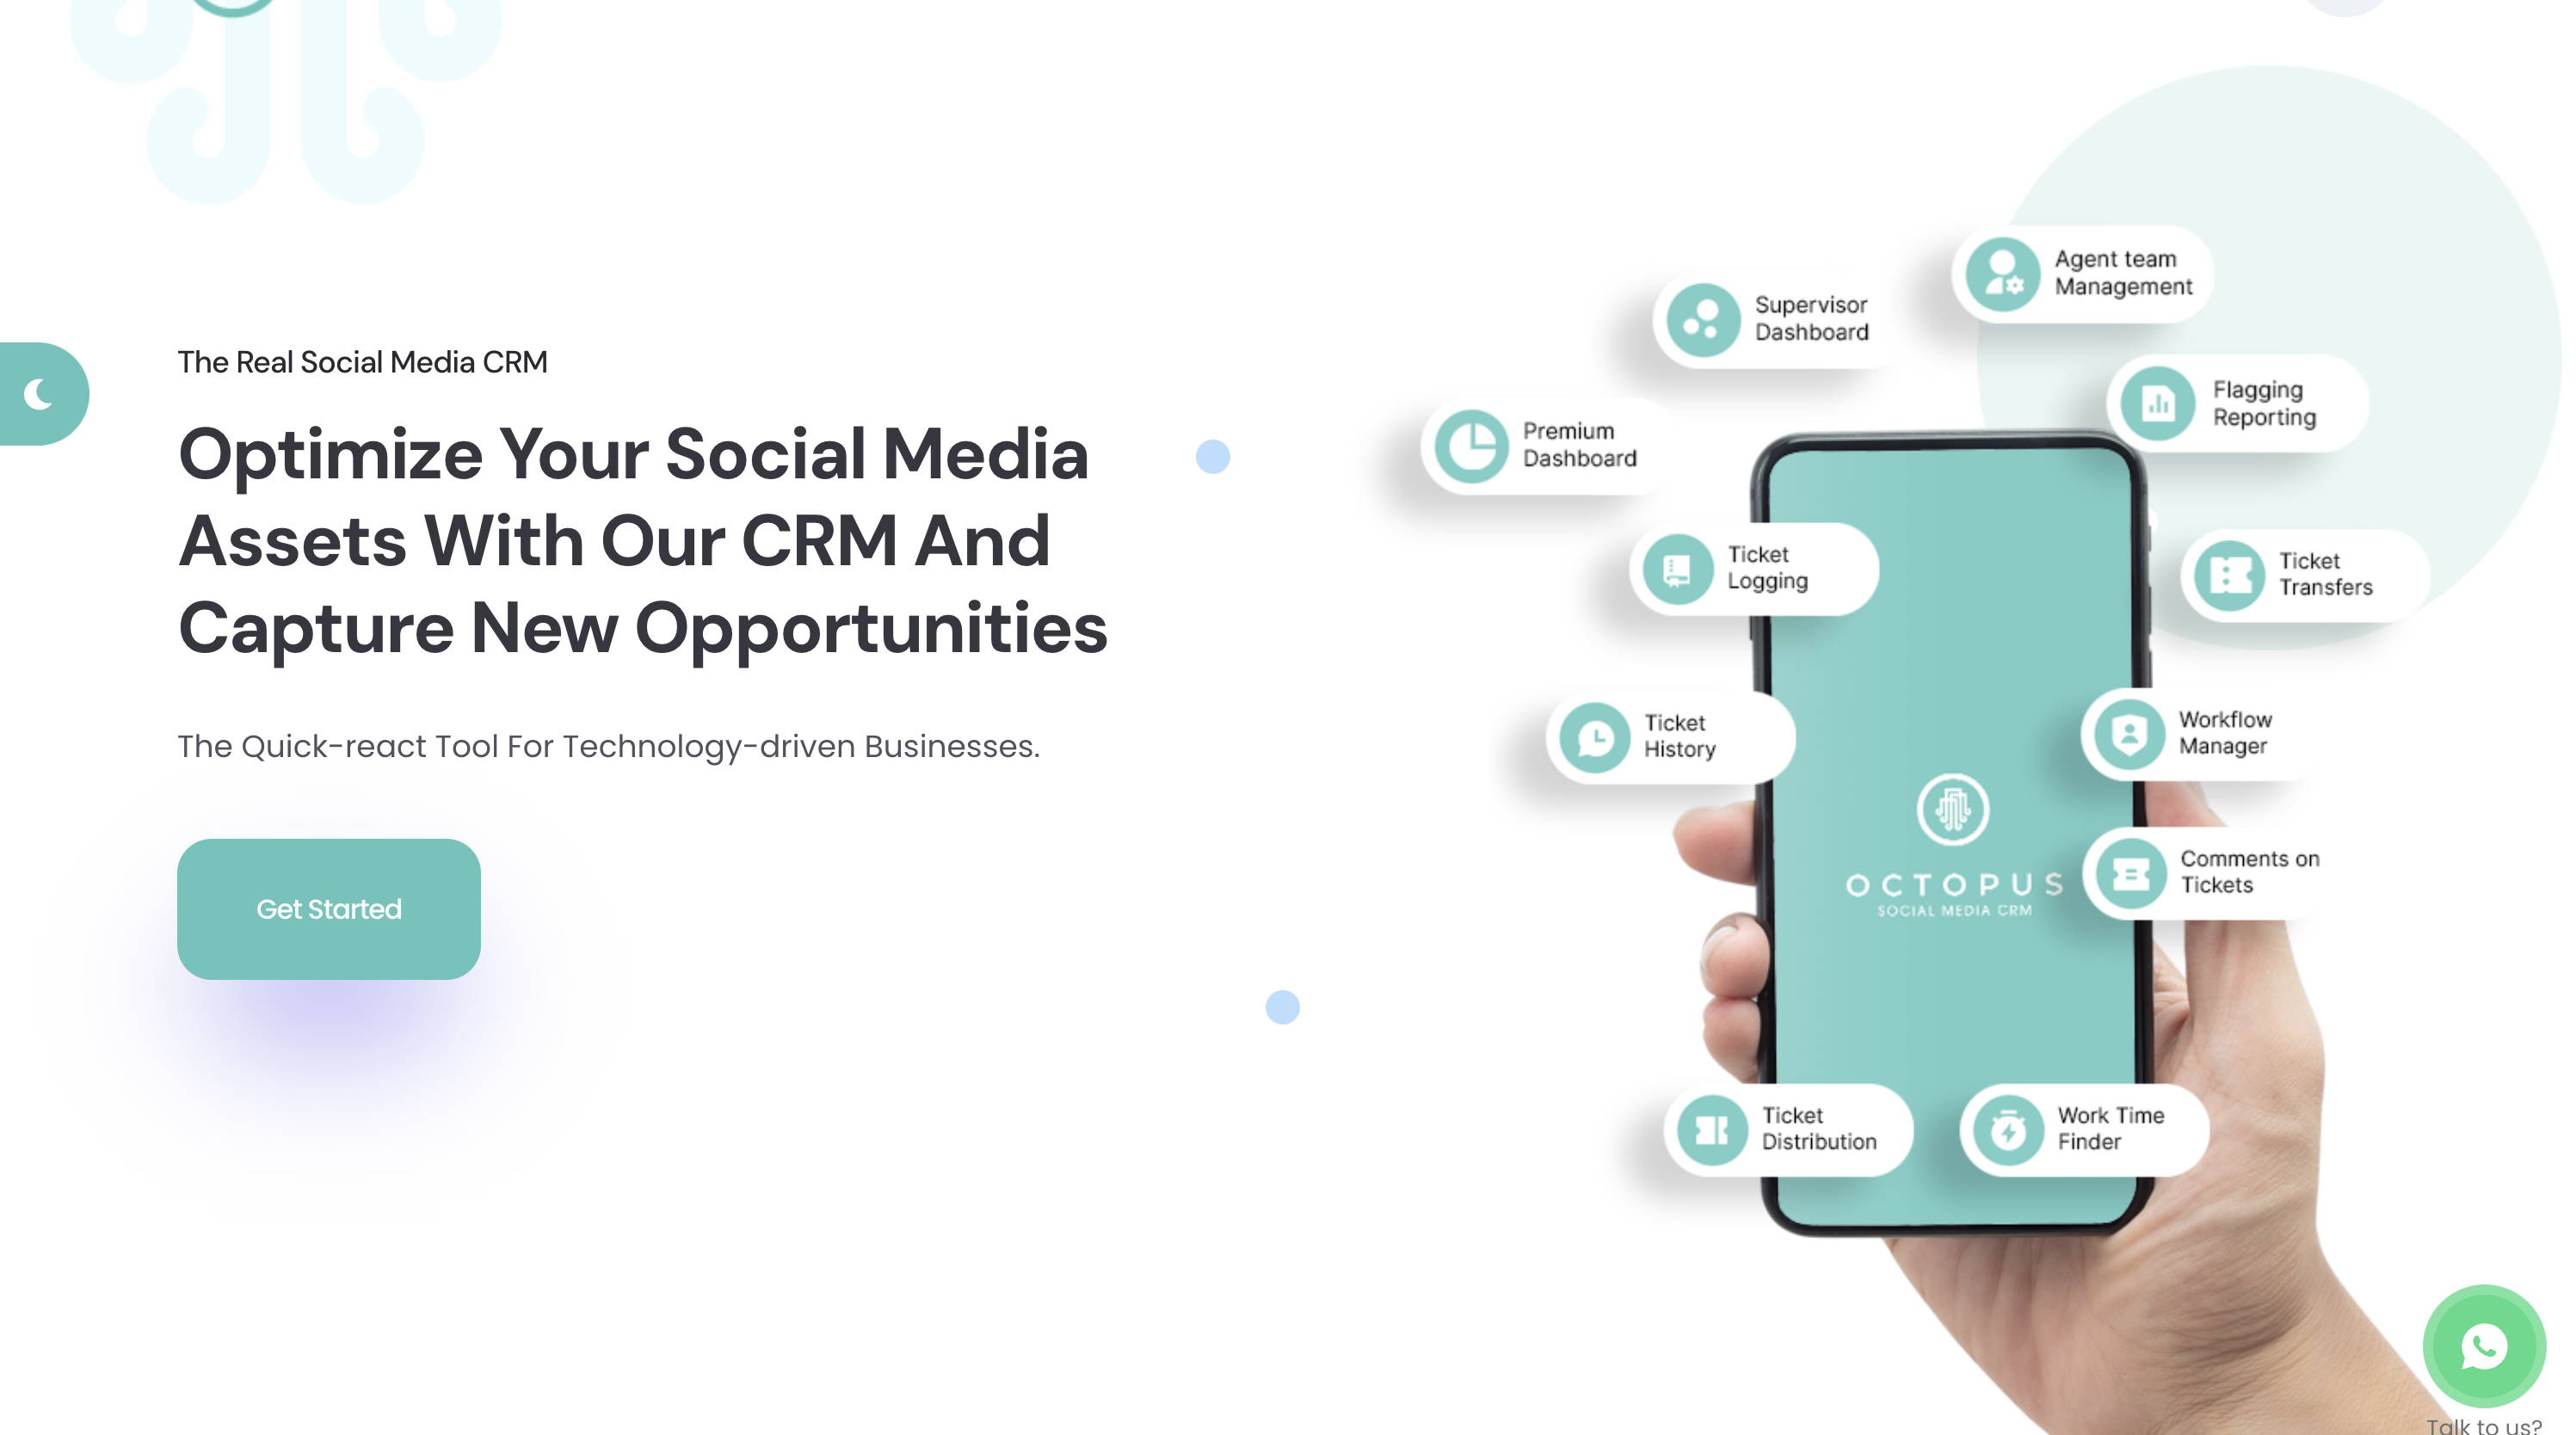 The Real Social Media CRM
Optimize Your Social Media
Assets With Our CRM And
Capture New Opportunities
The Quick-react Tool For Technology-driven Businesses.
Get Started
Agent team
Management
Supervisor
Dashboard
Flagging
Reporting
Premium
Dashboard
Ticket
Logging
Ticket
Transfers
Ticket
History
Workflow
Manager
Comments on
Tickets
OCTOPUS
SOCIAL MEDIA CRM
Ticket
Distribution
Work Time
Finder
Talk to us?